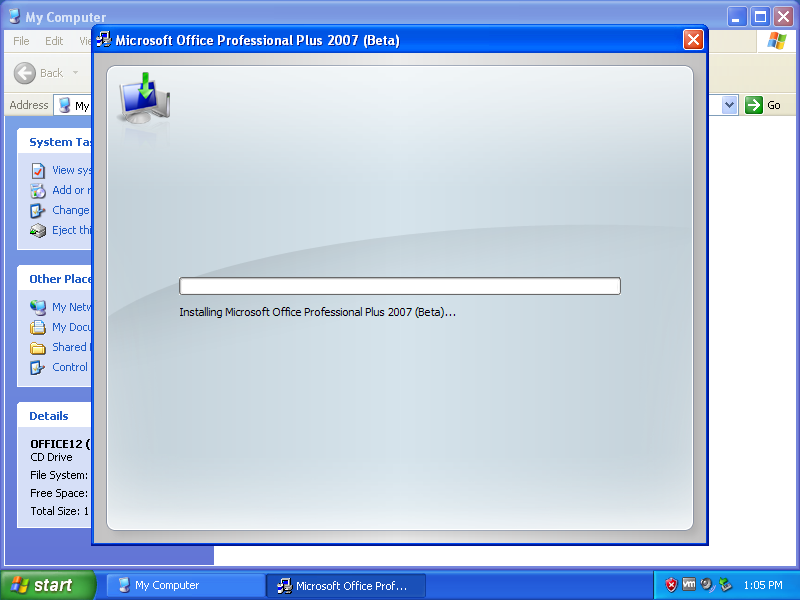 My Computer
File Edit
Back
Address My
Go
Microsoft Office Professional Plus 2007 (Beta)
Installing Microsoft Office Professional Plus 2007 (Beta)...
System Tas
View sys
Add or r
Change
Eject thi
Other Place
My Netw
My Docu
Shared
Control
Details
OFFICE12 (
CD Drive
File System:
Free Space:
Total Size: 1
start
My Computer
Microsoft Office Prof...
vm
1:05 PM